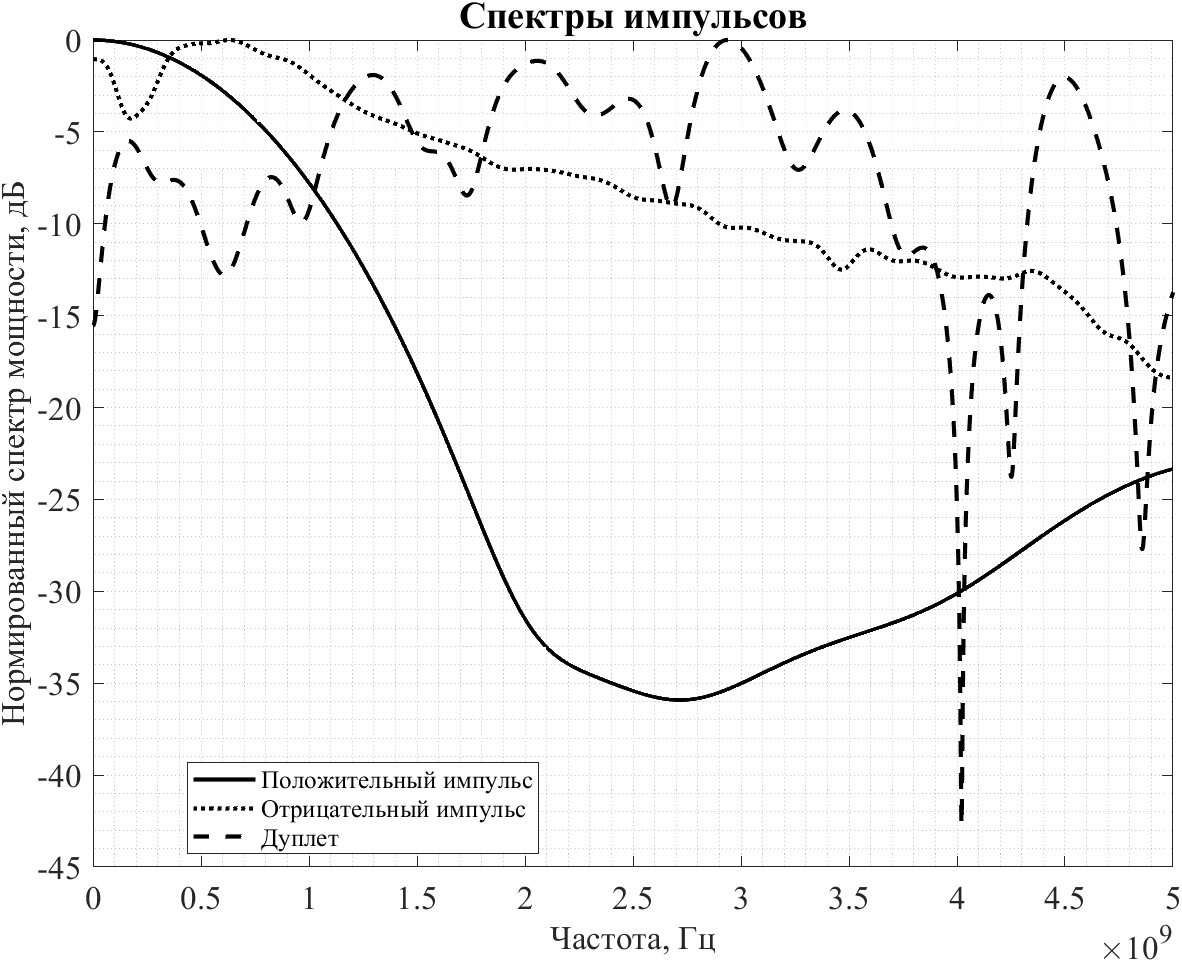 Спектры импульсов
Нормированный спектр мощности, дБ
0
-5
-10
-15
-20
-25
-30
-35
-40
-45
Положительный импульс
Отрицательный импульс
Дуплет
0 0.5 1 1.5 2 2.5 3 3.5 4 4.5 5
Частота, Гц
×10⁹